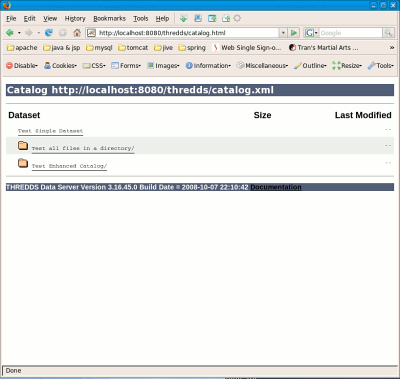 File Edit View History Bookmarks Tools Help
http://localhost:8080/thredds/catalog.html Google
apache java & jsp mysql tomcat jive spring Web Single Sign-o... Tran's Martial Arts ...
Disable Cookies CSS Forms Images Information Miscellaneous Outline Resize Tools
Catalog http://localhost:8080/thredds/catalog.xml
Dataset Size Last Modified
Test Single Dataset --
Test all files in a directory/ --
Test Enhanced Catalog/ --
THREDDS Data Server Version 3.16.45.0 Build Date = 2008-10-07 22:10:42 Documentation
Done